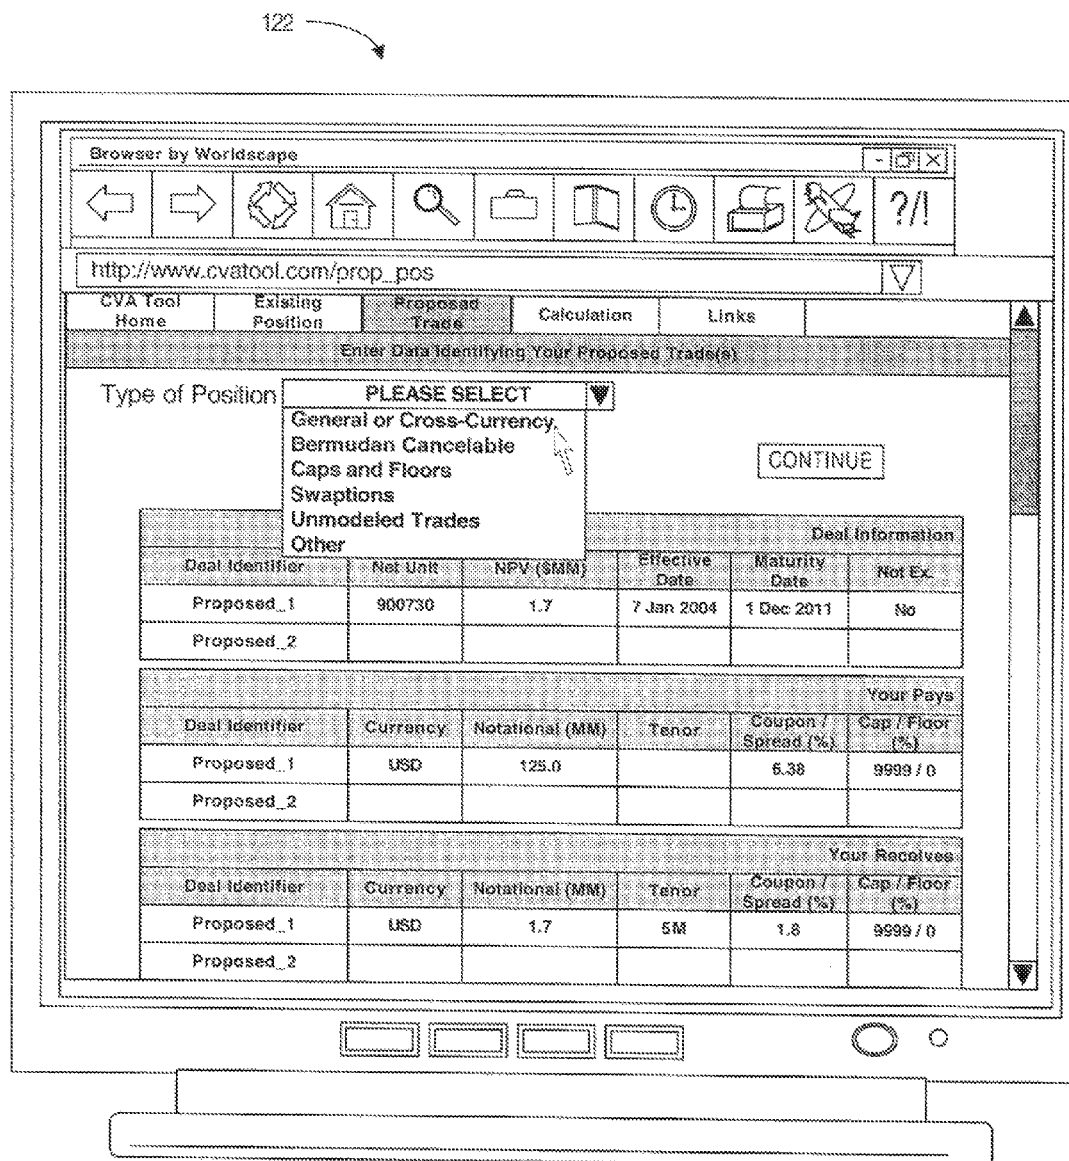 122
Browser by Worldscape
- X
?/!
http://www.cvatool.com/prop_pos
CVA Tool Home
Existing Position
Proposed Trade
Calculation
Links
Enter Data Identifying Your Proposed Trade(s)
Type of Position PLEASE SELECT
General or Cross-Currency
Bermudan Cancelable
Caps and Floors
Swaptions
Unmodeled Trades
Other
CONTINUE
Deal Information
Deal Identifier Net Unit NPV ($MM) Effective Date Maturity Date Not Ex.
Proposed_1 900730 1.7 7 Jan 2004 1 Dec 2011 No
Proposed_2
Your Pays
Deal Identifier Currency Notational (MM) Tenor Coupon / Spread (%) Cap / Floor (%)
Proposed_1 USD 125.0 6.38 9999 / 0
Proposed_2
Your Receives
Deal Identifier Currency Notational (MM) Tenor Coupon / Spread (%) Cap / Floor (%)
Proposed_1 USD 1.7 5M 1.8 9999 / 0
Proposed_2